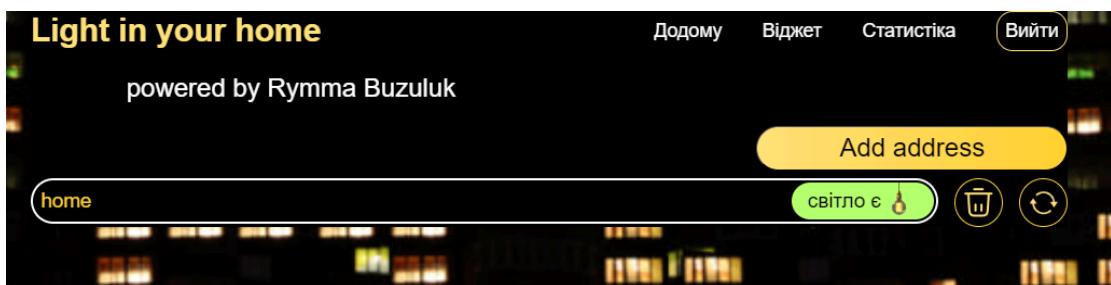 Light in your home
Додому Віджет Статистіка Вийти
powered by Rymma Buzuluk
Add address
home світло є